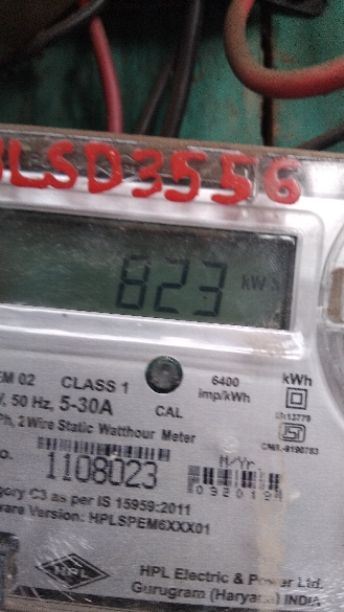 LSD3556
823 kWh
EM 02 CLASS 1 6400 imp/kWh kWh
50 Hz, 5-30A CAL
2 Wire Static Watthour Meter
1108023
M/Yr.
gory C3 as per IS 15959:2011
ware Version: HPLSPEM6XXX01
HPL
HPL Electric & Power Ltd.
Gurugram (Haryana) INDIA